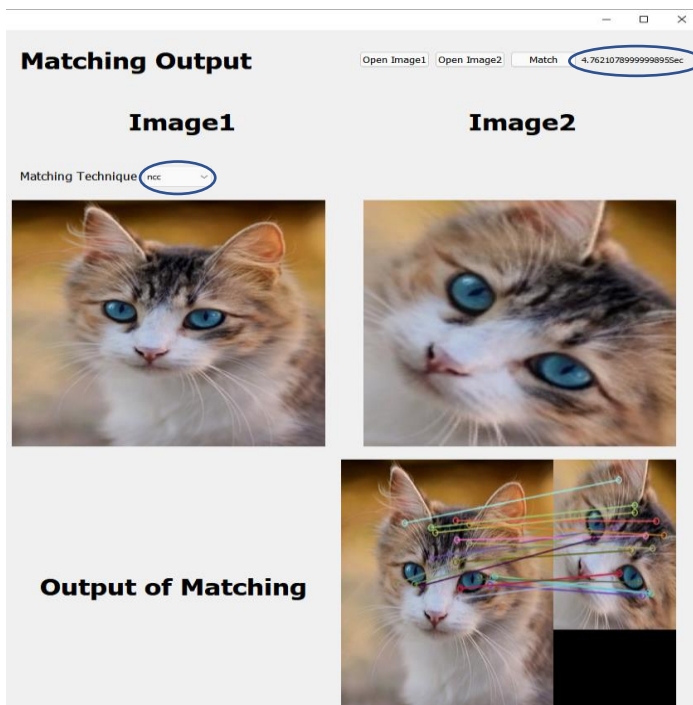 Matching Output
Open Image1 Open Image2 Match 4.7621078999999895Sec
Image1 Image2
Matching Technique ncc
Output of Matching